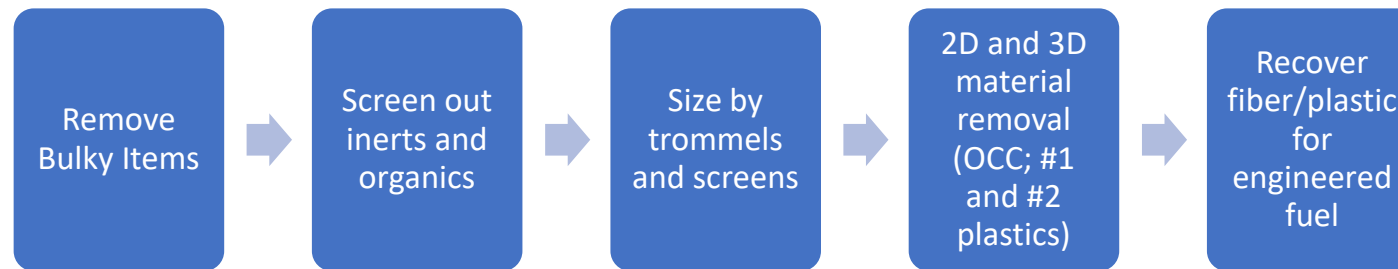 Remove
Bulky Items
Screen out
inerts and
organics
Size by
trommels
and screens
2D and 3D
material
removal
(OCC; #1
and #2
plastics)
Recover
fiber/plastic
for
engineered
fuel